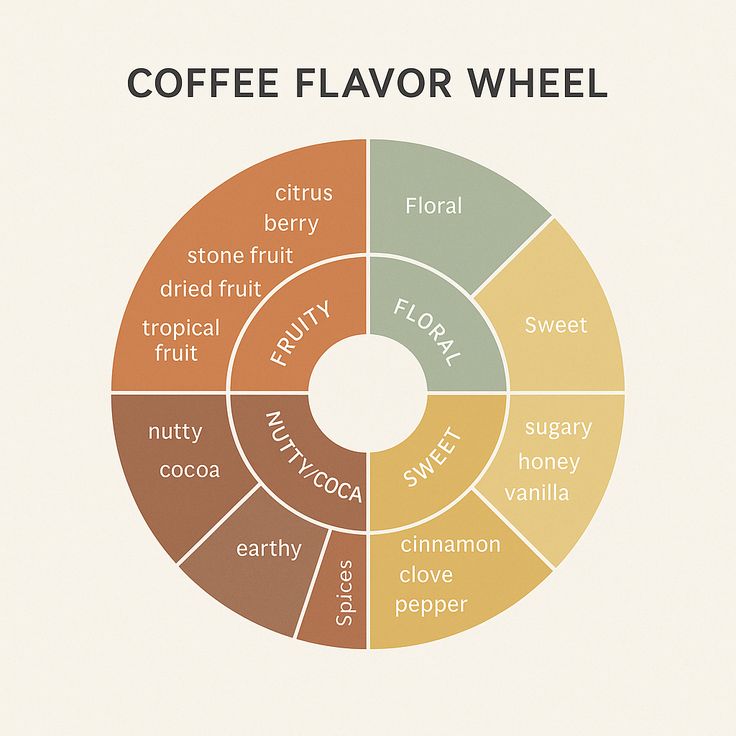 COFFEE FLAVOR WHEEL
citrus
berry
stone fruit
dried fruit
tropical
fruit
FRUITY
Floral
FLORAL
Sweet
sugary
honey
vanilla
SWEET
cinnamon
clove
pepper
NUTTY/COCA
nutty
cocoa
earthy
Spices